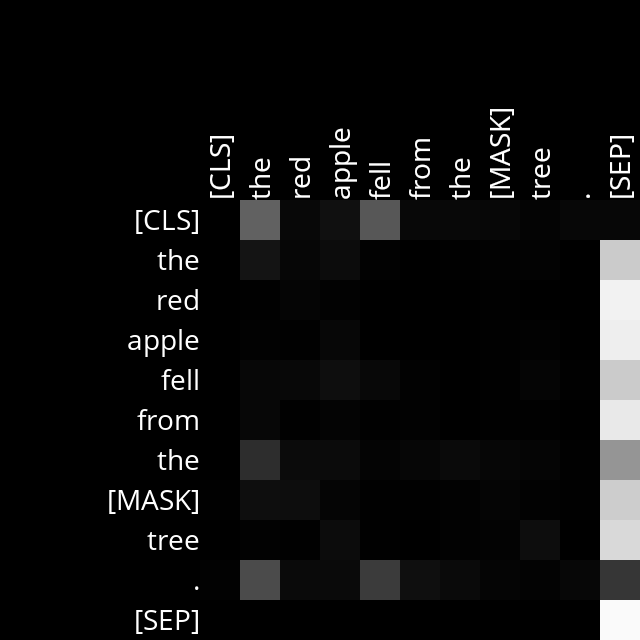 [CLS] the red apple fell from the [MASK] tree . [SEP]
[CLS]
the
red
apple
fell
from
the
[MASK]
tree
.
[SEP]